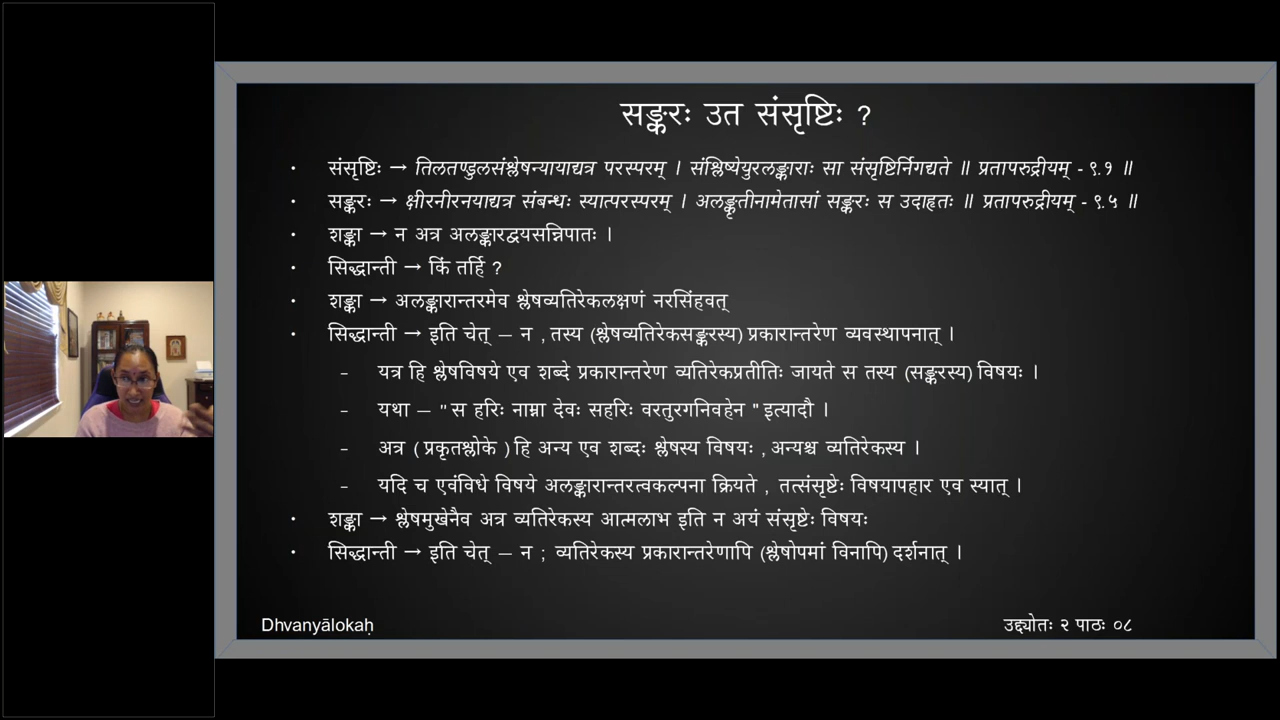 सङ्करः उत संसृष्टिः ?
• संसृष्टिः → तिलतण्डुलसंश्लेषन्यायाद्यत्र परस्परम् । संश्लिष्येयुरलङ्काराः सा संसृष्टिर्निगद्यते ॥ प्रतापरुद्रीयम् - ९.१ ॥
• सङ्करः → क्षीरनीरनयाद्यत्र संबन्धः स्यात्परस्परम् । अलङ्कृतीनामेतासां सङ्करः स उदाहृतः ॥ प्रतापरुद्रीयम् - ९.५ ॥
• शङ्का → न अत्र अलङ्कारद्वयसन्निपातः ।
• सिद्धान्ती → किं तर्हि ?
• शङ्का → अलङ्कारान्तरमेव श्लेषव्यतिरेकलक्षणं नरसिंहवत्
• सिद्धान्ती → इति चेत् – न , तस्य (श्लेषव्यतिरेकसङ्करस्य) प्रकारान्तरेण व्यवस्थापनात् ।
– यत्र हि श्लेषविषये एव शब्दे प्रकारान्तरेण व्यतिरेकप्रतीतिः जायते स तस्य (सङ्करस्य) विषयः ।
– यथा – " स हरिः नाम्ना देवः सहरिः वरतुरगनिवहेन " इत्यादौ ।
– अत्र ( प्रकृतश्लोके ) हि अन्य एव शब्दः श्लेषस्य विषयः , अन्यश्च व्यतिरेकस्य ।
– यदि च एवंविधे विषये अलङ्कारान्तरत्वकल्पना क्रियते , तत्संसृष्टेः विषयापहार एव स्यात् ।
• शङ्का → श्लेषमुखेनैव अत्र व्यतिरेकस्य आत्मलाभ इति न अयं संसृष्टेः विषयः
• सिद्धान्ती → इति चेत् – न ; व्यतिरेकस्य प्रकारान्तरेणापि (श्लेषोपमां विनापि) दर्शनात् ।
Dhvanyālokaḥ
उद्द्योतः २ पाठः ०८